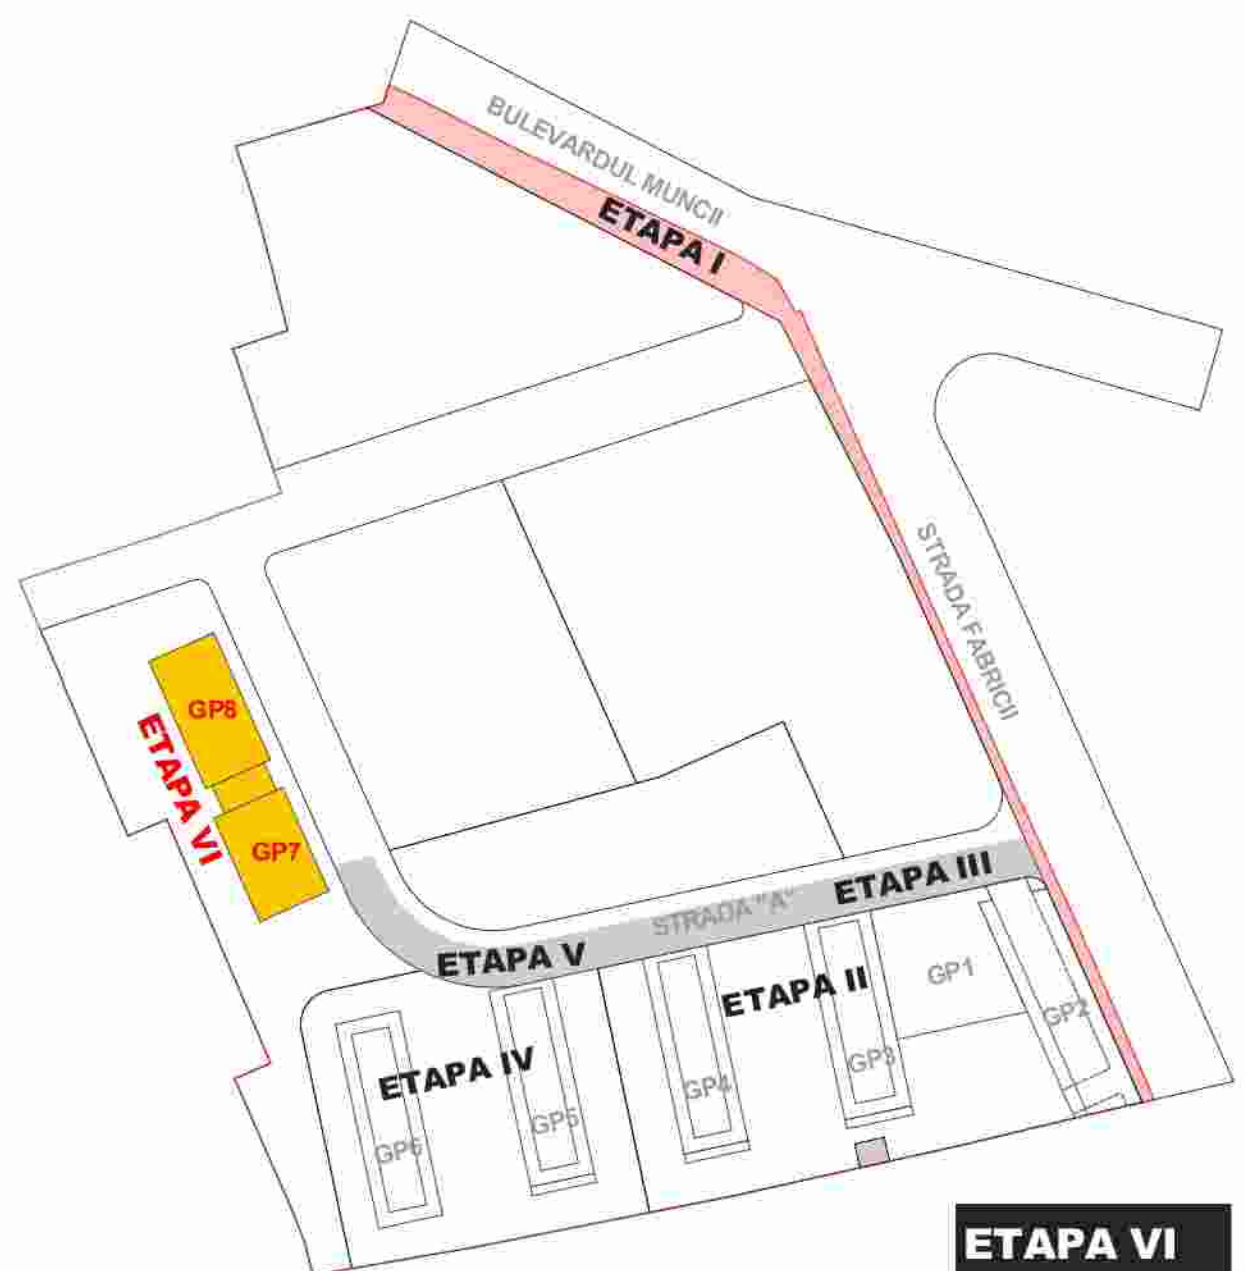 BULEVARDUL MUNCII
ETAPA I
STRADA FABRICII
GP8
ETAPA VI
GP7
ETAPA III
STRADA "A"
ETAPA V
ETAPA II
GP1
GP2
GP3
GP4
ETAPA IV
GP5
GP6
ETAPA VI